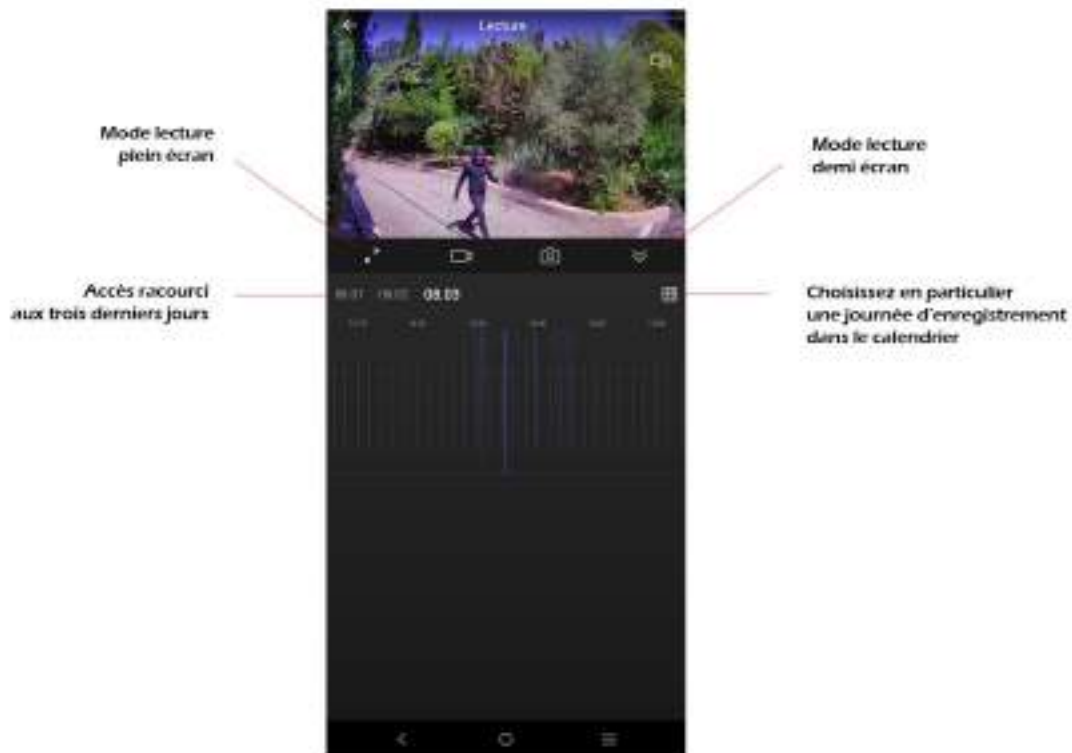 Lecture
Mode lecture
plein écran
Mode lecture
demi écran
Accès racourci
aux trois derniers jours
08.03
Choisissez en particulier
une journée d'enregistrement
dans le calendrier